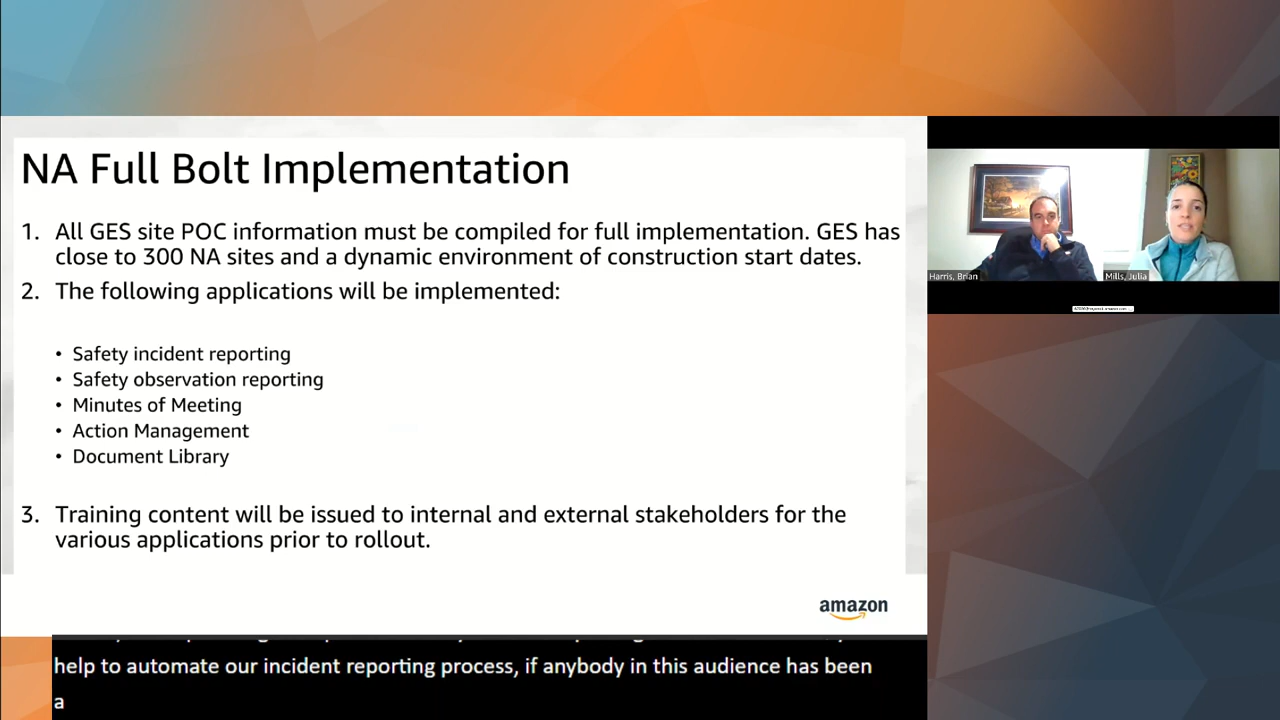 NA Full Bolt Implementation
1. All GES site POC information must be compiled for full implementation. GES has
close to 300 NA sites and a dynamic environment of construction start dates.
2. The following applications will be implemented:
• Safety incident reporting
• Safety observation reporting
• Minutes of Meeting
• Action Management
• Document Library
3. Training content will be issued to internal and external stakeholders for the
various applications prior to rollout.
amazon
Harris, Brian
Mills, Julia
help to automate our incident reporting process, if anybody in this audience has been
a